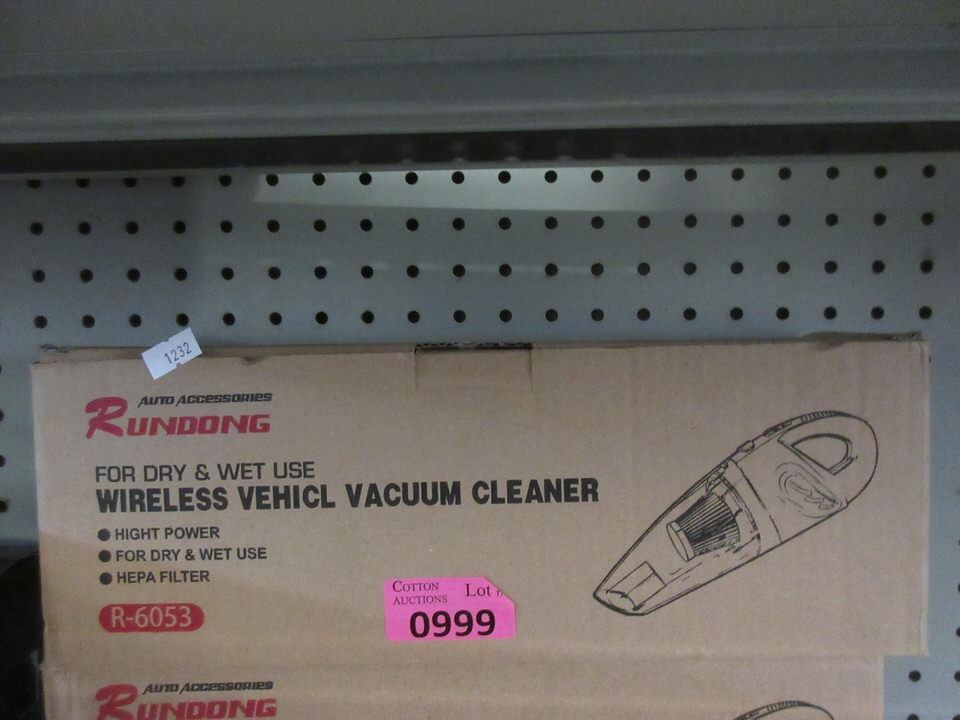 1232
AUTO ACCESSORIES
RUNDONG
FOR DRY & WET USE
WIRELESS VEHICL VACUUM CLEANER
● HIGHT POWER
● FOR DRY & WET USE
● HEPA FILTER
R-6053
COTTON AUCTIONS Lot
0999
AUTO ACCESSORIES
RUNDONG